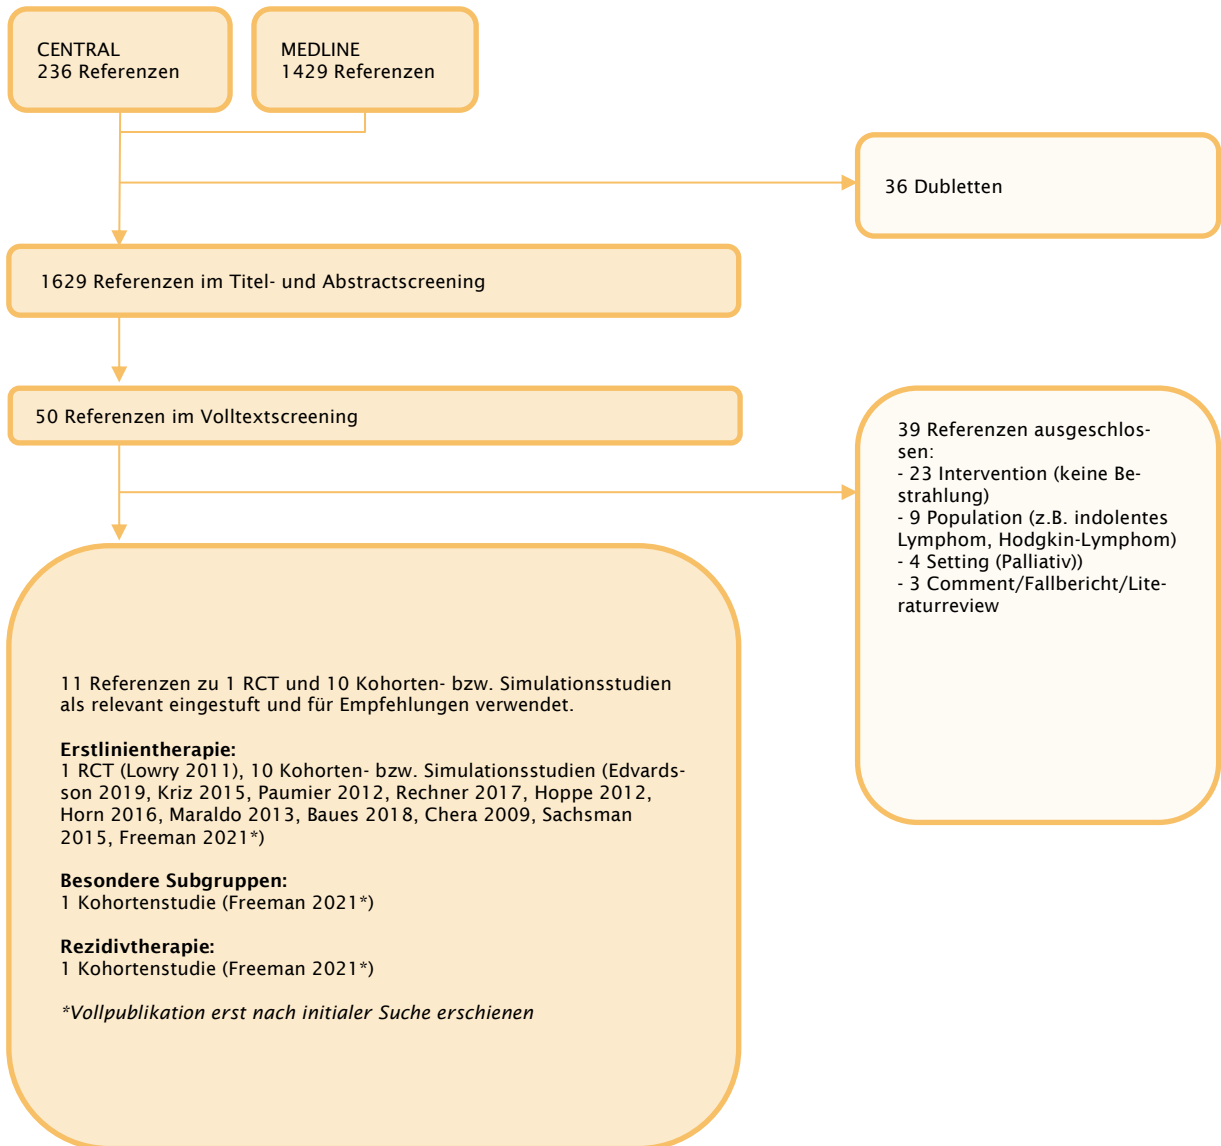 CENTRAL
236 Referenzen
MEDLINE
1429 Referenzen
36 Dubletten
1629 Referenzen im Titel- und Abstractscreening
50 Referenzen im Volltextscreening
39 Referenzen ausgeschlos-
sen:
- 23 Intervention (keine Be-
strahlung)
- 9 Population (z.B. indolentes
Lymphom, Hodgkin-Lymphom)
- 4 Setting (Palliativ))
- 3 Comment/Fallbericht/Lite-
raturreview
11 Referenzen zu 1 RCT und 10 Kohorten- bzw. Simulationsstudien
als relevant eingestuft und für Empfehlungen verwendet.
Erstlinientherapie:
1 RCT (Lowry 2011), 10 Kohorten- bzw. Simulationsstudien (Edvards-
son 2019, Kriz 2015, Paumier 2012, Rechner 2017, Hoppe 2012,
Horn 2016, Maraldo 2013, Baues 2018, Chera 2009, Sachsman
2015, Freeman 2021*)
Besondere Subgruppen:
1 Kohortenstudie (Freeman 2021*)
Rezidivtherapie:
1 Kohortenstudie (Freeman 2021*)
*Vollpublikation erst nach initialer Suche erschienen